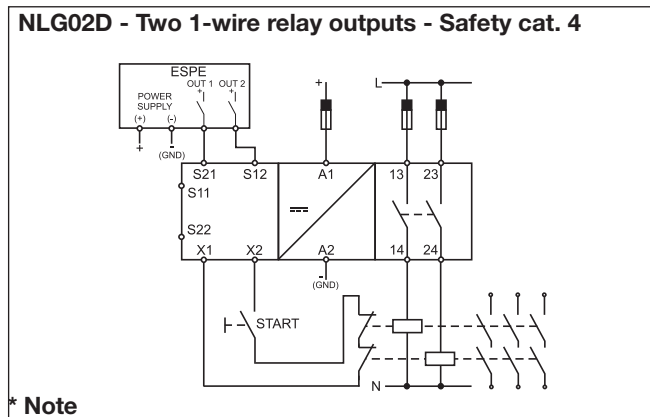 NLG02D - Two 1-wire relay outputs - Safety cat. 4
ESPE
OUT 1 OUT 2
+ +
POWER
SUPPLY
(+) (-)
+ -
(GND)
+
L
S21 S12 A1 13 23
S11
S22
X1 X2 A2 14 24
-
(GND)
START
N
* Note